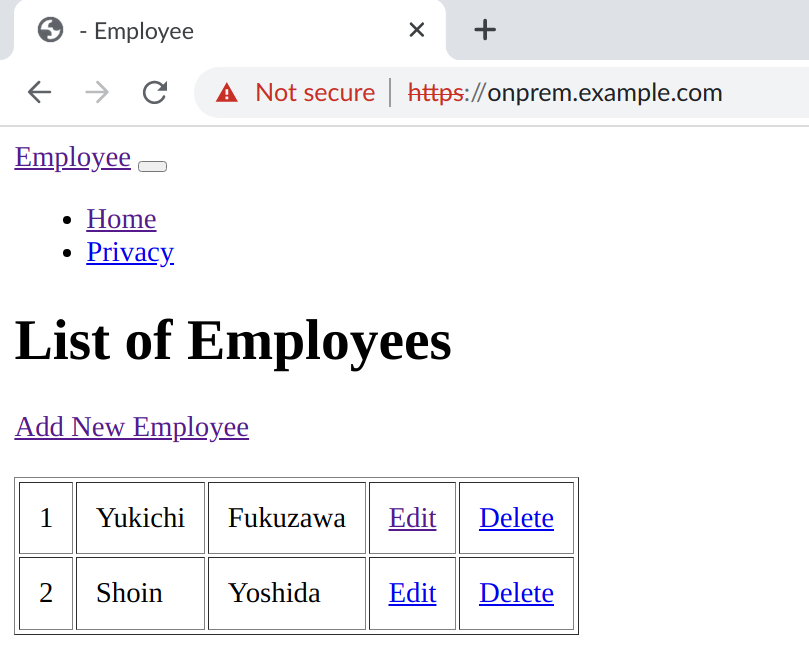 - Employee
Not secure | https://onprem.example.com
Employee
Home
Privacy
List of Employees
Add New Employee
1 Yukichi Fukuzawa Edit Delete
2 Shoin Yoshida Edit Delete